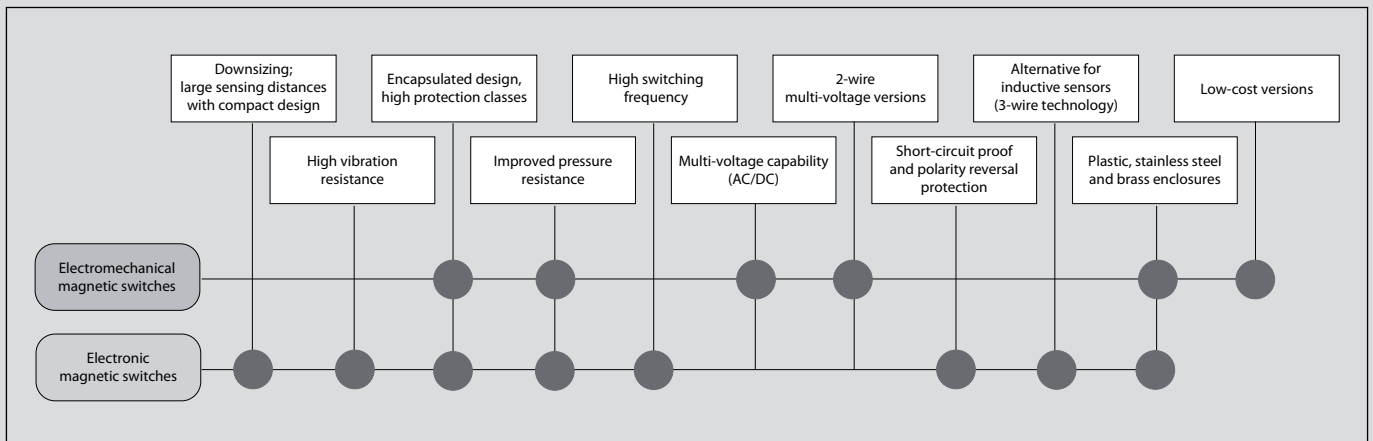 Downsizing;
large sensing distances
with compact design
Encapsulated design,
high protection classes
High switching
frequency
2-wire
multi-voltage versions
Alternative for
inductive sensors
(3-wire technology)
Low-cost versions
High vibration
resistance
Improved pressure
resistance
Multi-voltage capability
(AC/DC)
Short-circuit proof
and polarity reversal
protection
Plastic, stainless steel
and brass enclosures
Electromechanical
magnetic switches
Electronic
magnetic switches